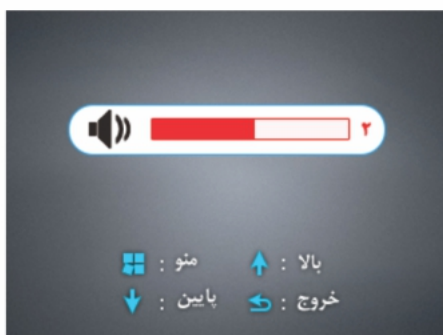 ۲
بالا : منو :
خروج : پایین :